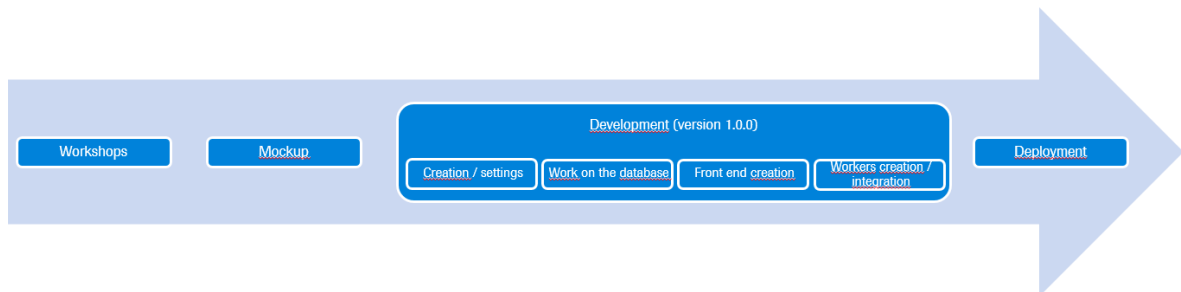 Workshops
Mockup
Development (version 1.0.0)
Creation / settings
Work on the database
Front end creation
Workers creation /
integration
Deployment